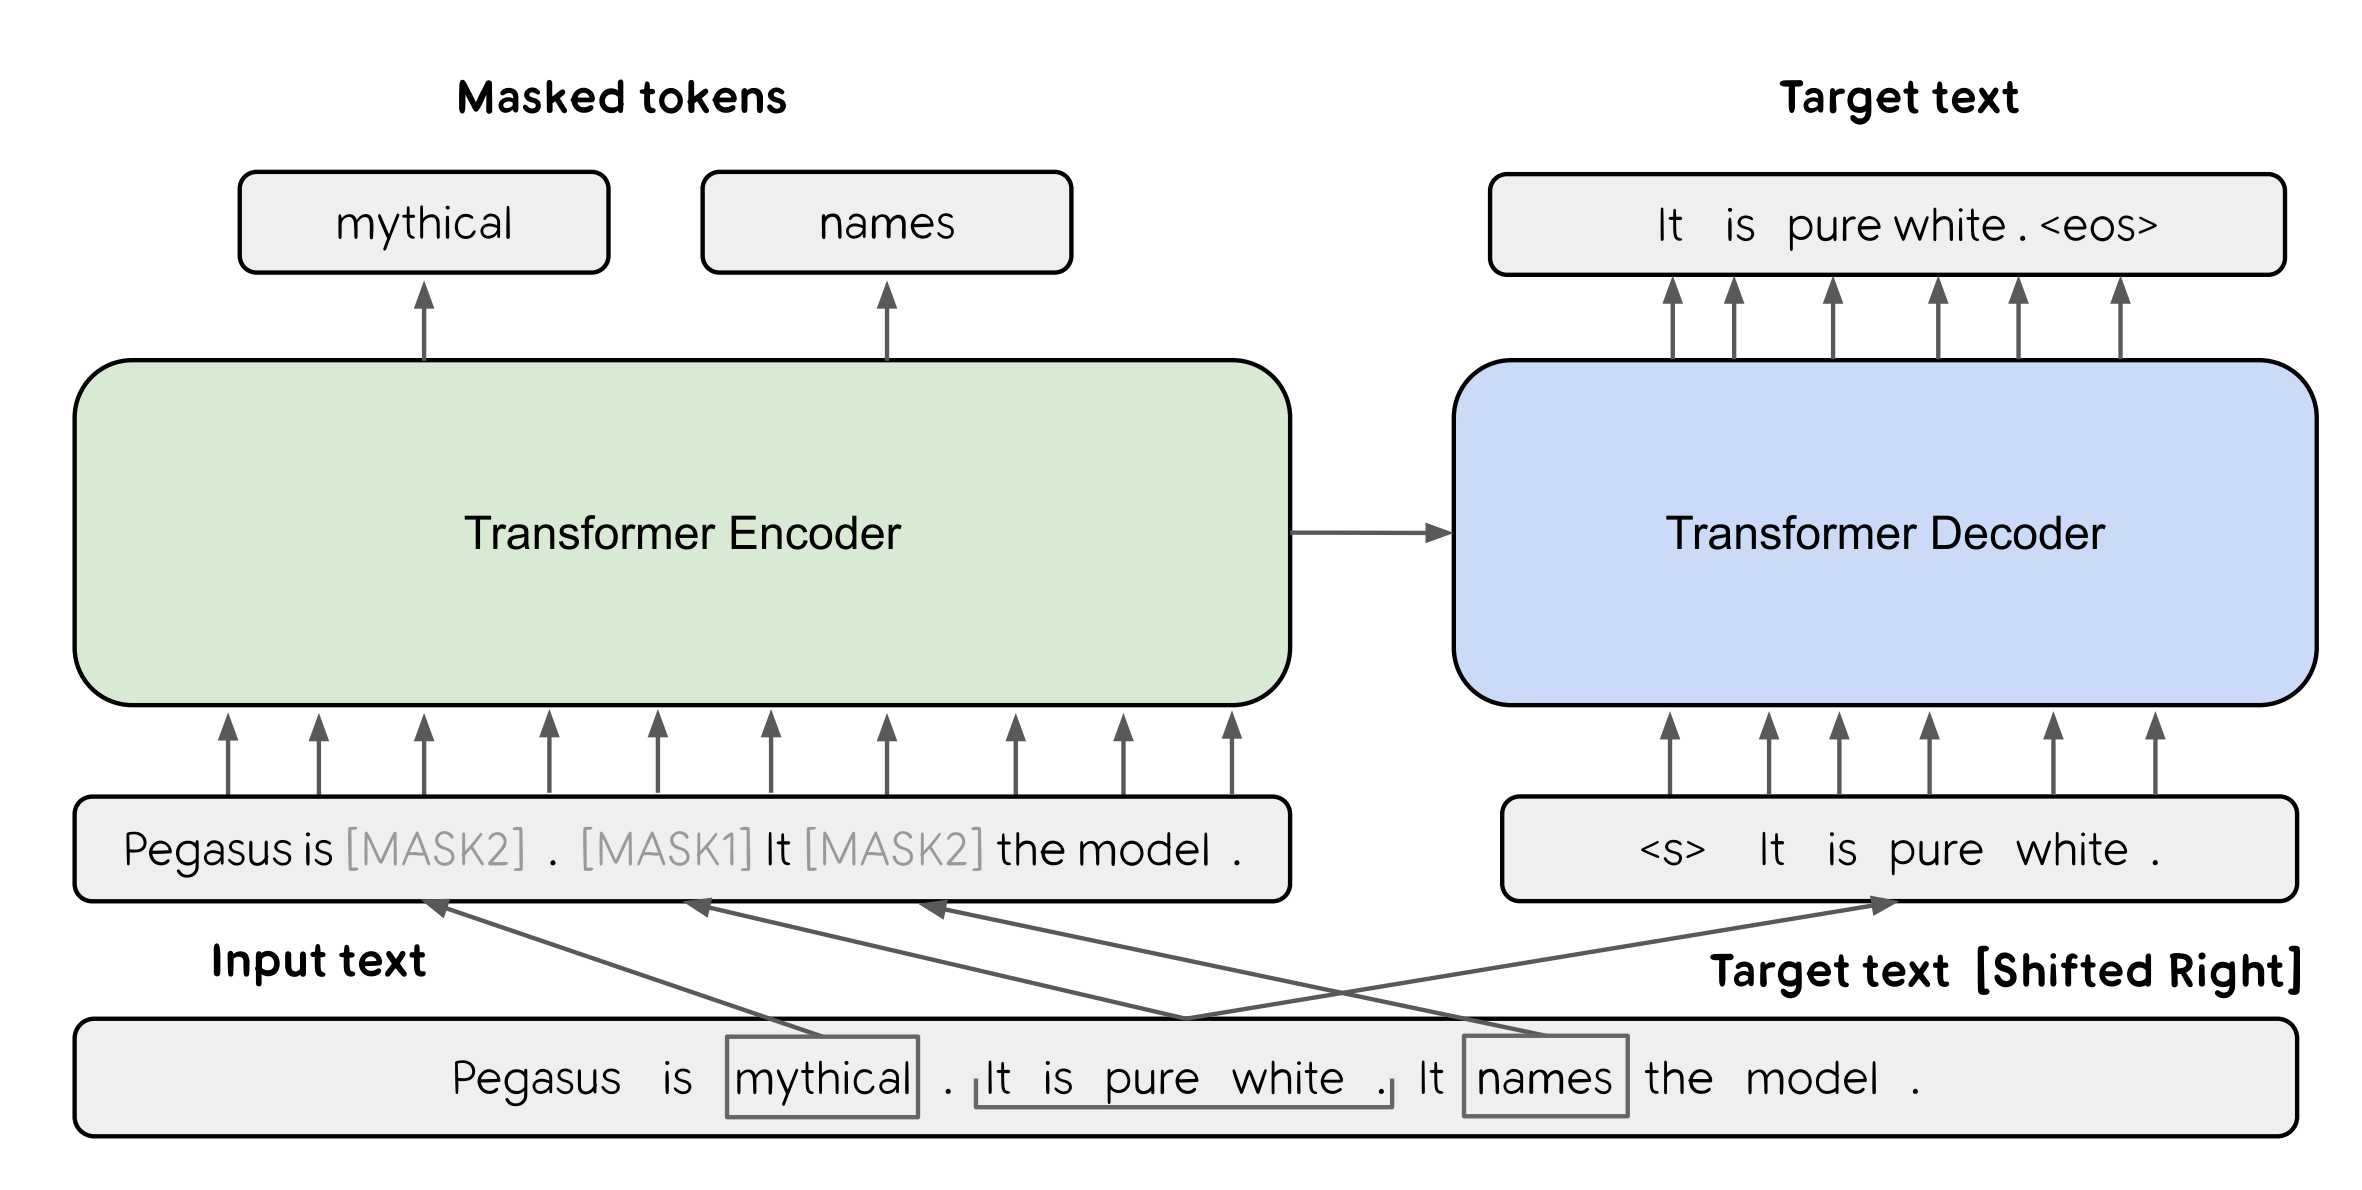 Masked tokens
Target text
mythical
names
It is pure white . <eos>
Transformer Encoder
Transformer Decoder
Pegasus is [MASK2] . [MASK1] It [MASK2] the model .
<s> It is pure white .
Input text
Target text [Shifted Right]
Pegasus is mythical . It is pure white . It names the model .